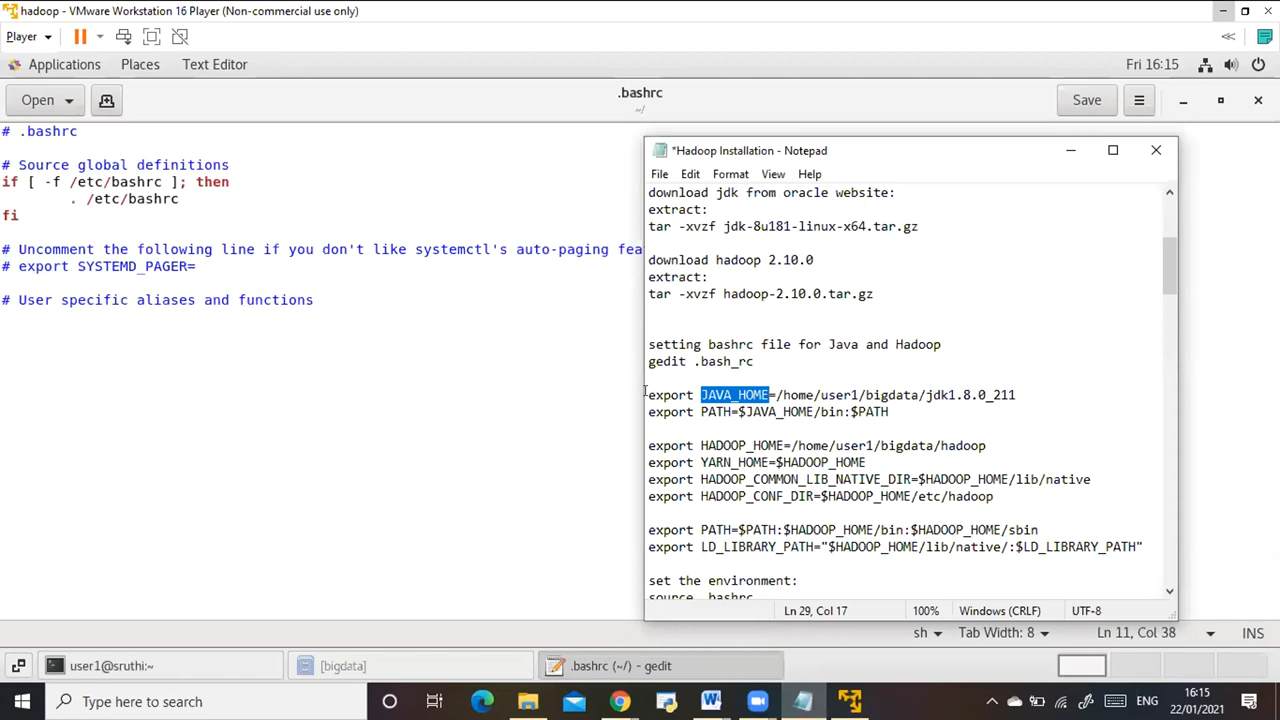 hadoop - VMware Workstation 16 Player (Non-commercial use only)
Player
Applications Places Text Editor Fri 16:15
Open .bashrc Save
~/
# .bashrc
# Source global definitions
if [ -f /etc/bashrc ]; then
. /etc/bashrc
fi
# Uncomment the following line if you don't like systemctl's auto-paging fea
# export SYSTEMD_PAGER=
# User specific aliases and functions
*Hadoop Installation - Notepad
File Edit Format View Help
download jdk from oracle website:
extract:
tar -xvzf jdk-8u181-linux-x64.tar.gz
download hadoop 2.10.0
extract:
tar -xvzf hadoop-2.10.0.tar.gz
setting bashrc file for Java and Hadoop
gedit .bash_rc
export JAVA_HOME=/home/user1/bigdata/jdk1.8.0_211
export PATH=$JAVA_HOME/bin:$PATH
export HADOOP_HOME=/home/user1/bigdata/hadoop
export YARN_HOME=$HADOOP_HOME
export HADOOP_COMMON_LIB_NATIVE_DIR=$HADOOP_HOME/lib/native
export HADOOP_CONF_DIR=$HADOOP_HOME/etc/hadoop
export PATH=$PATH:$HADOOP_HOME/bin:$HADOOP_HOME/sbin
export LD_LIBRARY_PATH="$HADOOP_HOME/lib/native/:$LD_LIBRARY_PATH"
set the environment:
source .bashrc
Ln 29, Col 17 100% Windows (CRLF) UTF-8
sh Tab Width: 8 Ln 11, Col 38 INS
user1@sruthi:~ [bigdata] .bashrc (~/) - gedit
Type here to search
ENG 16:15
22/01/2021